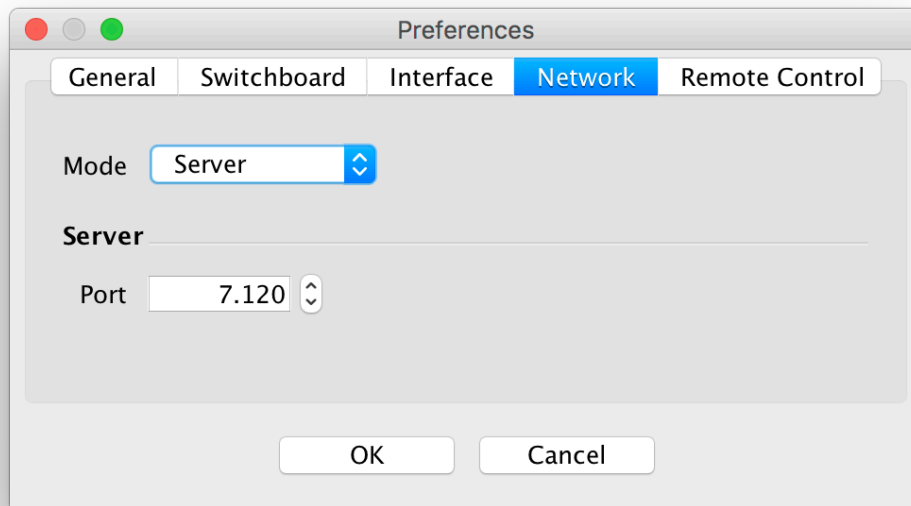 Preferences
General Switchboard Interface Network Remote Control
Mode Server
Server
Port 7.120
OK Cancel